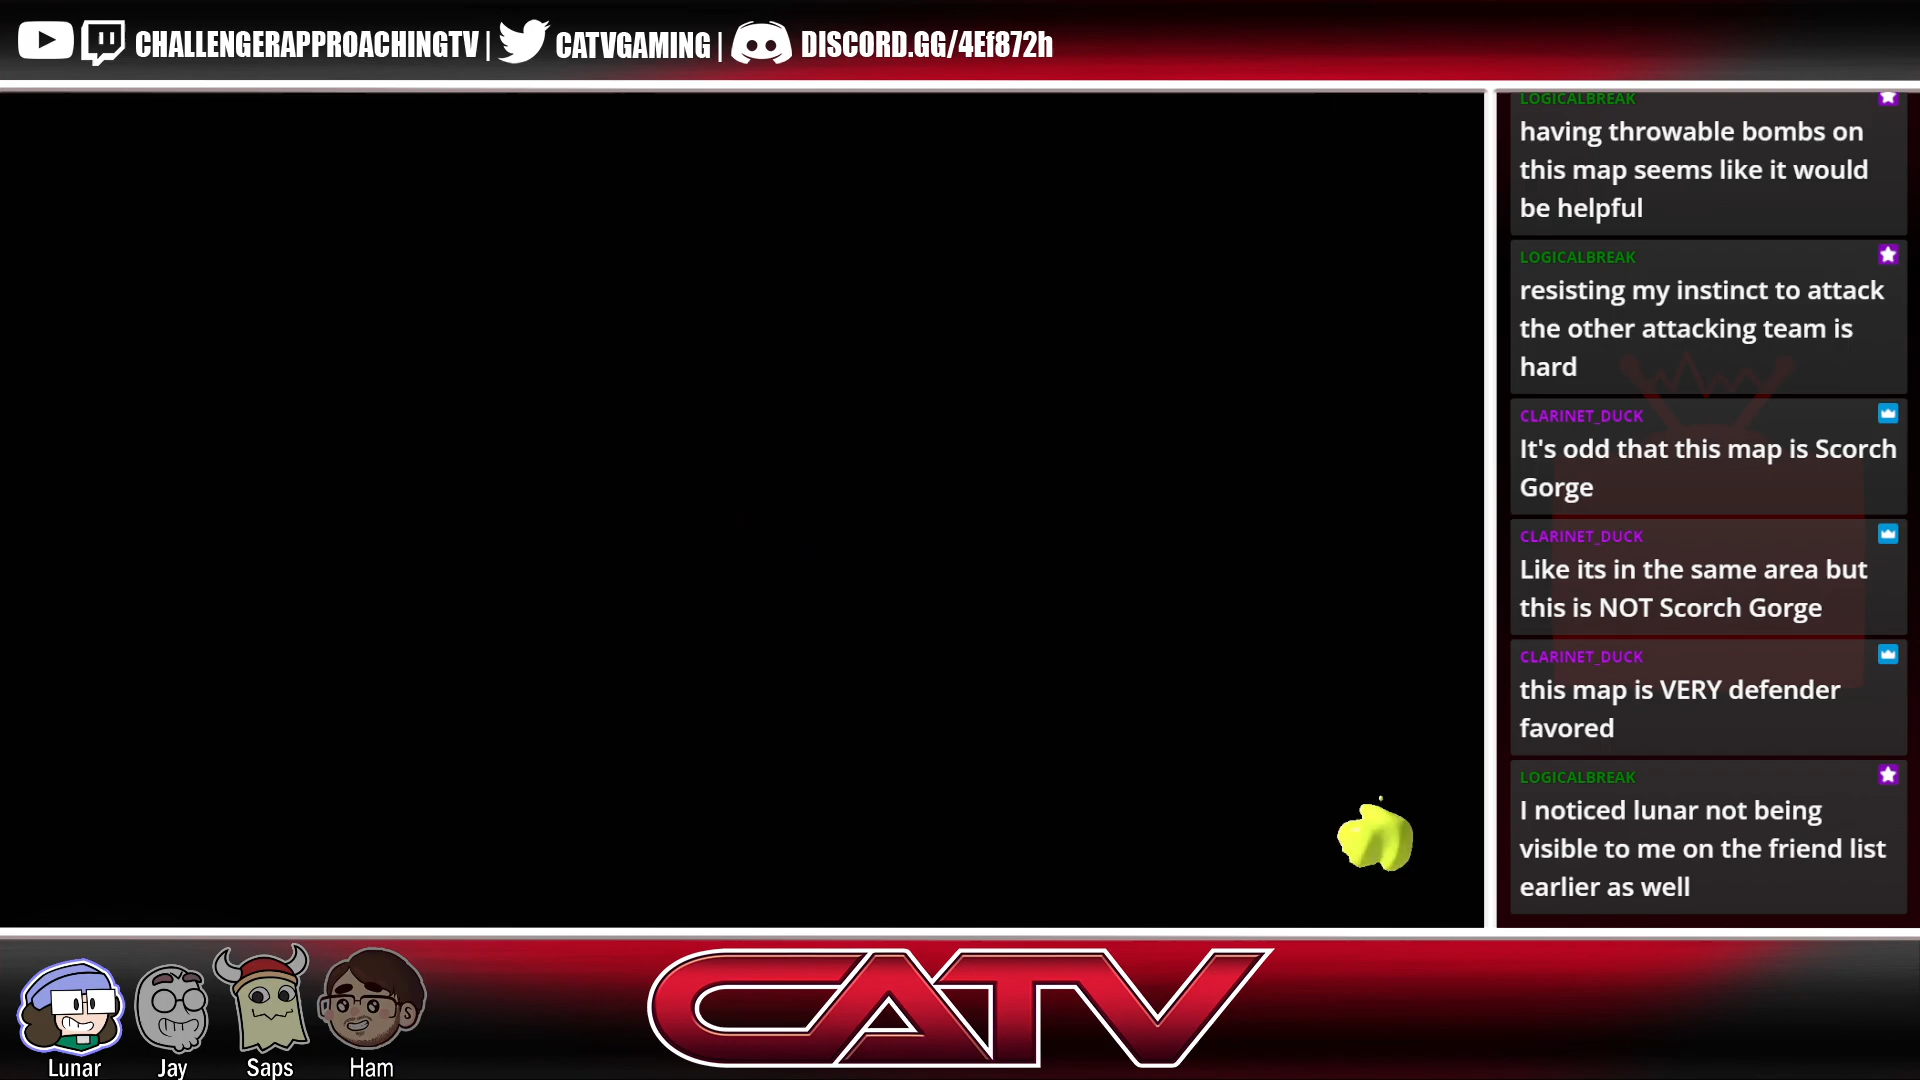 CHALLENGERAPPROACHINGTV | CATVGAMING | DISCORD.GG/4Ef872h
LOGICALBREAK
having throwable bombs on
this map seems like it would
be helpful
LOGICALBREAK
resisting my instinct to attack
the other attacking team is
hard
CLARINET_DUCK
It's odd that this map is Scorch
Gorge
CLARINET_DUCK
Like its in the same area but
this is NOT Scorch Gorge
CLARINET_DUCK
this map is VERY defender
favored
LOGICALBREAK
I noticed lunar not being
visible to me on the friend list
earlier as well
CATV
Lunar Jay Saps Ham